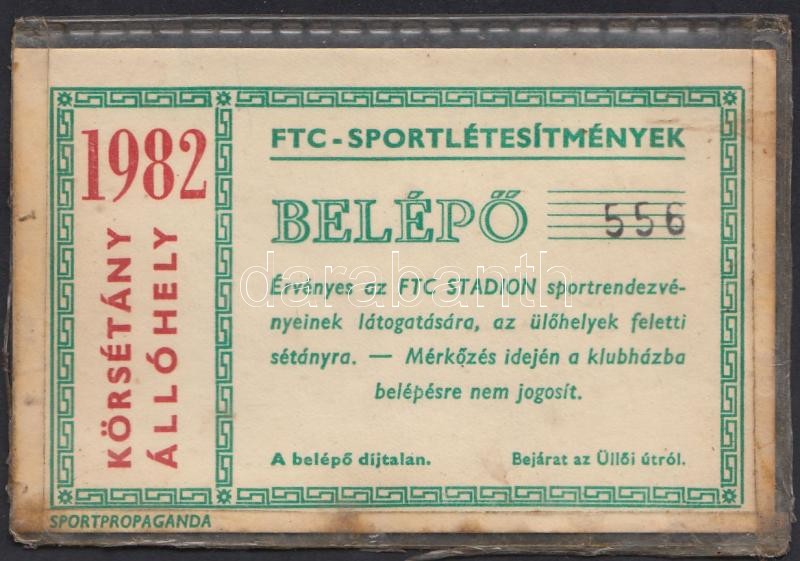 1982
KÖRSÉTÁNY
ÁLLÓHELY
FTC-SPORTLÉTESÍTMÉNYEK
BELÉPŐ 556
Érvényes az FTC STADION sportrendezvé-
nyeinek látogatására, az ülőhelyek feletti
sétányra. — Mérkőzés idején a klubházba
belépésre nem jogosít.
A belépő díjtalan. Bejárat az Üllői útról.
SPORTPROPAGANDA
darabanth